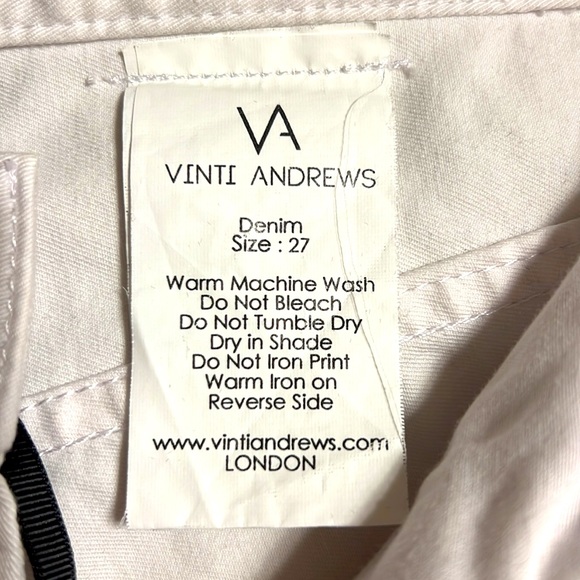 VA
VINTI ANDREWS
Denim
Size : 27
Warm Machine Wash
Do Not Bleach
Do Not Tumble Dry
Dry in Shade
Do Not Iron Print
Warm Iron on
Reverse Side
www.vintiandrews.com
LONDON